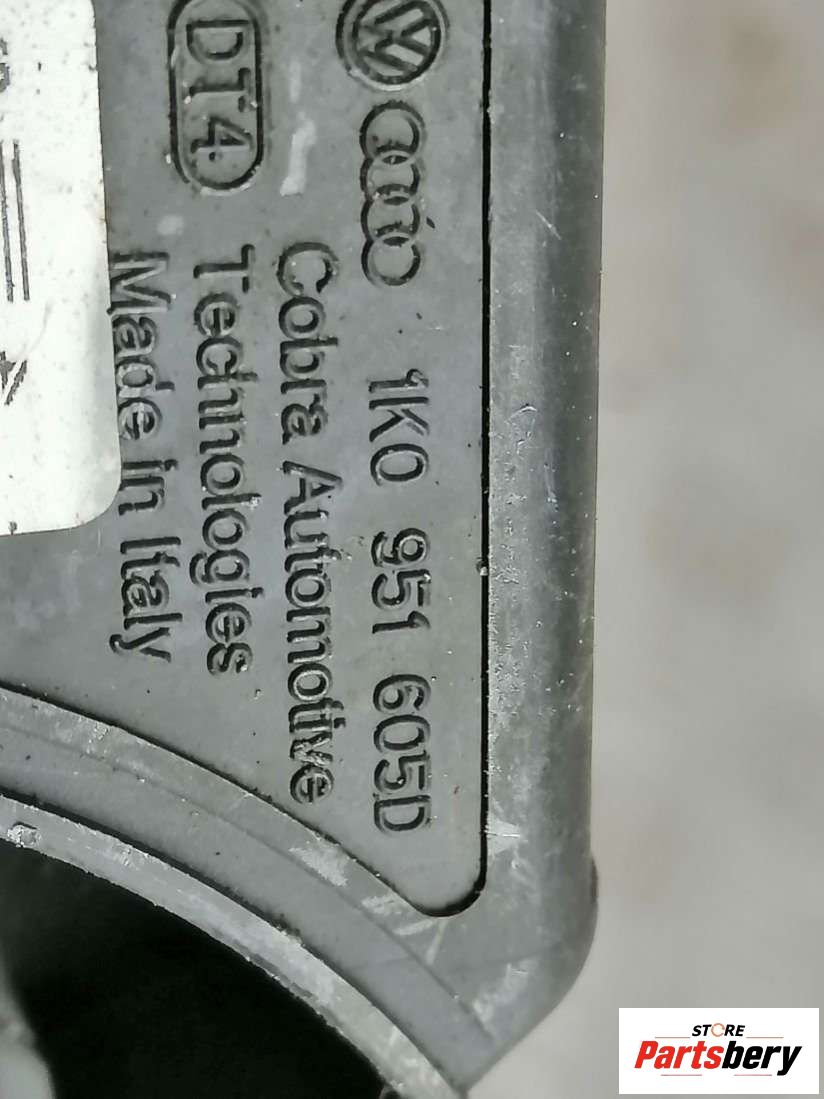 1K0 951 605D
DT4
Cobra Automotive
Technologies
Made in Italy
STORE
Partsbery